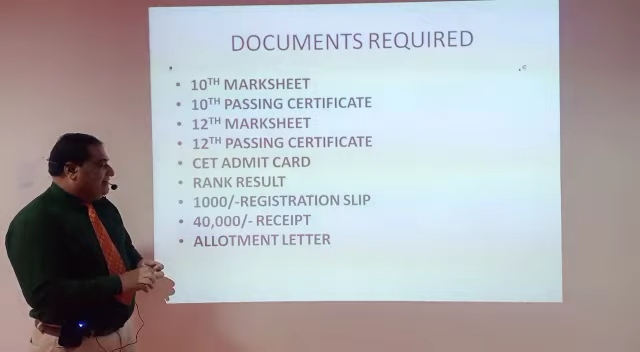 DOCUMENTS REQUIRED
• 10TH MARKSHEET
• 10TH PASSING CERTIFICATE
• 12TH MARKSHEET
• 12TH PASSING CERTIFICATE
• CET ADMIT CARD
• RANK RESULT
• 1000/-REGISTRATION SLIP
• 40,000/- RECEIPT
• ALLOTMENT LETTER